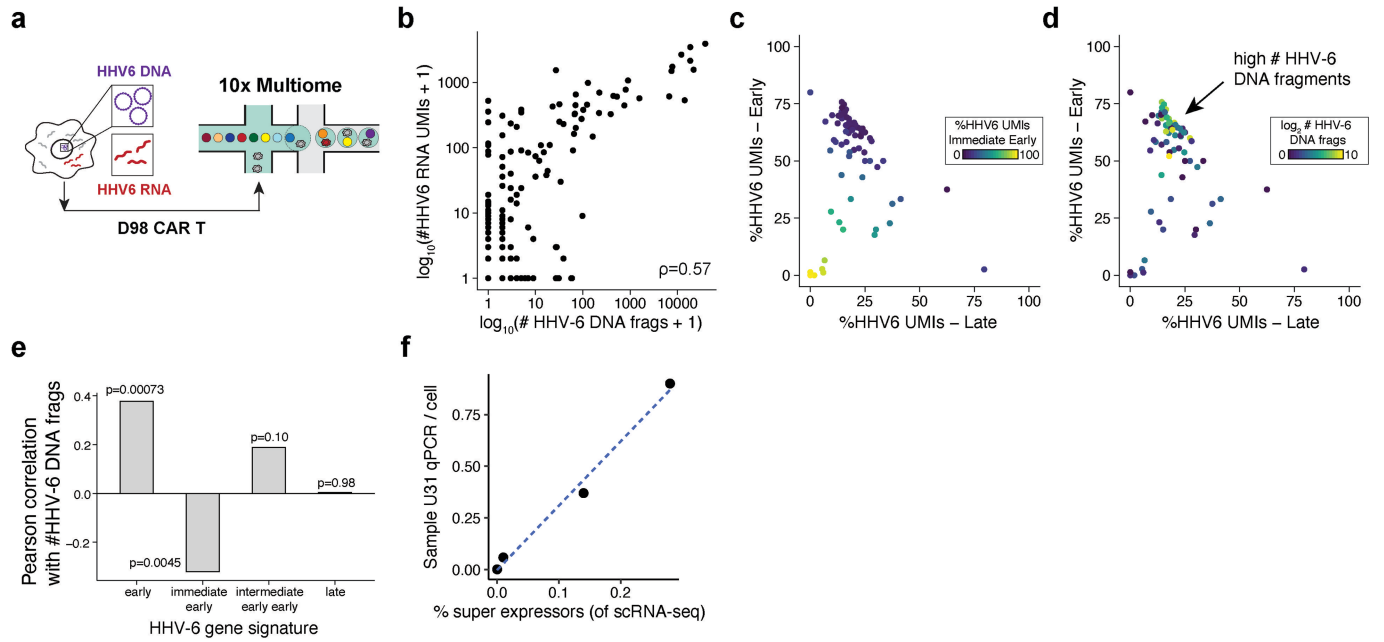 a
HHV6 DNA
HHV6 RNA
10x Multiome
D98 CAR T
b
log10(#HHV6 RNA UMIs + 1)
1000
100
10
1
ρ=0.57
1
10
100
1000
10000
log10(# HHV-6 DNA frags + 1)
c
%HHV6 UMIs – Early
100
75
50
25
0
%HHV6 UMIs
Immediate Early
0
100
0
25
50
75
100
%HHV6 UMIs – Late
d
%HHV6 UMIs – Early
100
75
50
25
0
high # HHV-6
DNA fragments
log2 # HHV-6
DNA frags
0
10
0
25
50
75
100
%HHV6 UMIs – Late
e
Pearson correlation
with #HHV-6 DNA frags
0.4
0.2
0.0
−0.2
p=0.00073
p=0.0045
p=0.10
p=0.98
early
immediate
early
intermediate
early early
late
HHV-6 gene signature
f
Sample U31 qPCR / cell
0.75
0.50
0.25
0.00
0.0
0.1
0.2
% super expressors (of scRNA-seq)